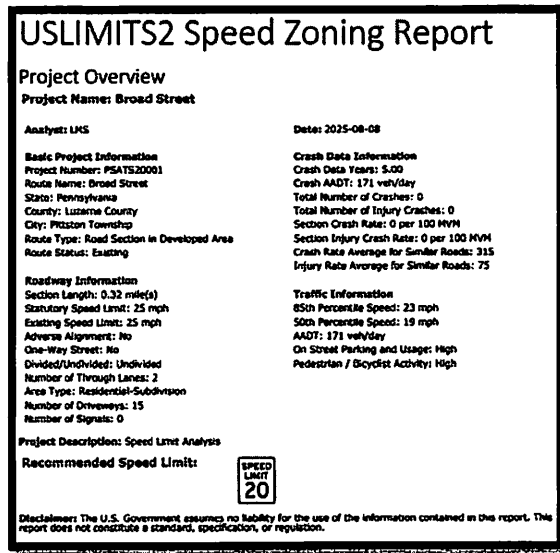 USLIMITS2 Speed Zoning Report
Project Overview
Project Name: Broad Street
Analyst: LKS
Date: 2025-08-08
Basic Project Information
Project Number: PSATS20001
Route Name: Broad Street
State: Pennsylvania
County: Luzerne County
City: Pittston Township
Route Type: Road Section in Developed Area
Route Status: Existing
Crash Data Information
Crash Data Years: 5.00
Crash AADT: 171 veh/day
Total Number of Crashes: 0
Total Number of Injury Crashes: 0
Section Crash Rate: 0 per 100 MVM
Section Injury Crash Rate: 0 per 100 MVM
Crash Rate Average for Similar Roads: 315
Injury Rate Average for Similar Roads: 75
Roadway Information
Section Length: 0.32 mile(s)
Statutory Speed Limit: 25 mph
Existing Speed Limit: 25 mph
Adverse Alignment: No
One-Way Street: No
Divided/Undivided: Undivided
Number of Through Lanes: 2
Area Type: Residential-Subdivision
Number of Driveways: 15
Number of Signals: 0
Traffic Information
85th Percentile Speed: 23 mph
50th Percentile Speed: 19 mph
AADT: 171 veh/day
On Street Parking and Usage: High
Pedestrian / Bicyclist Activity: High
Project Description: Speed Limit Analysis
Recommended Speed Limit:
SPEED
LIMIT
20
Disclaimer: The U.S. Government assumes no liability for the use of the information contained in this report. This
report does not constitute a standard, specification, or regulation.